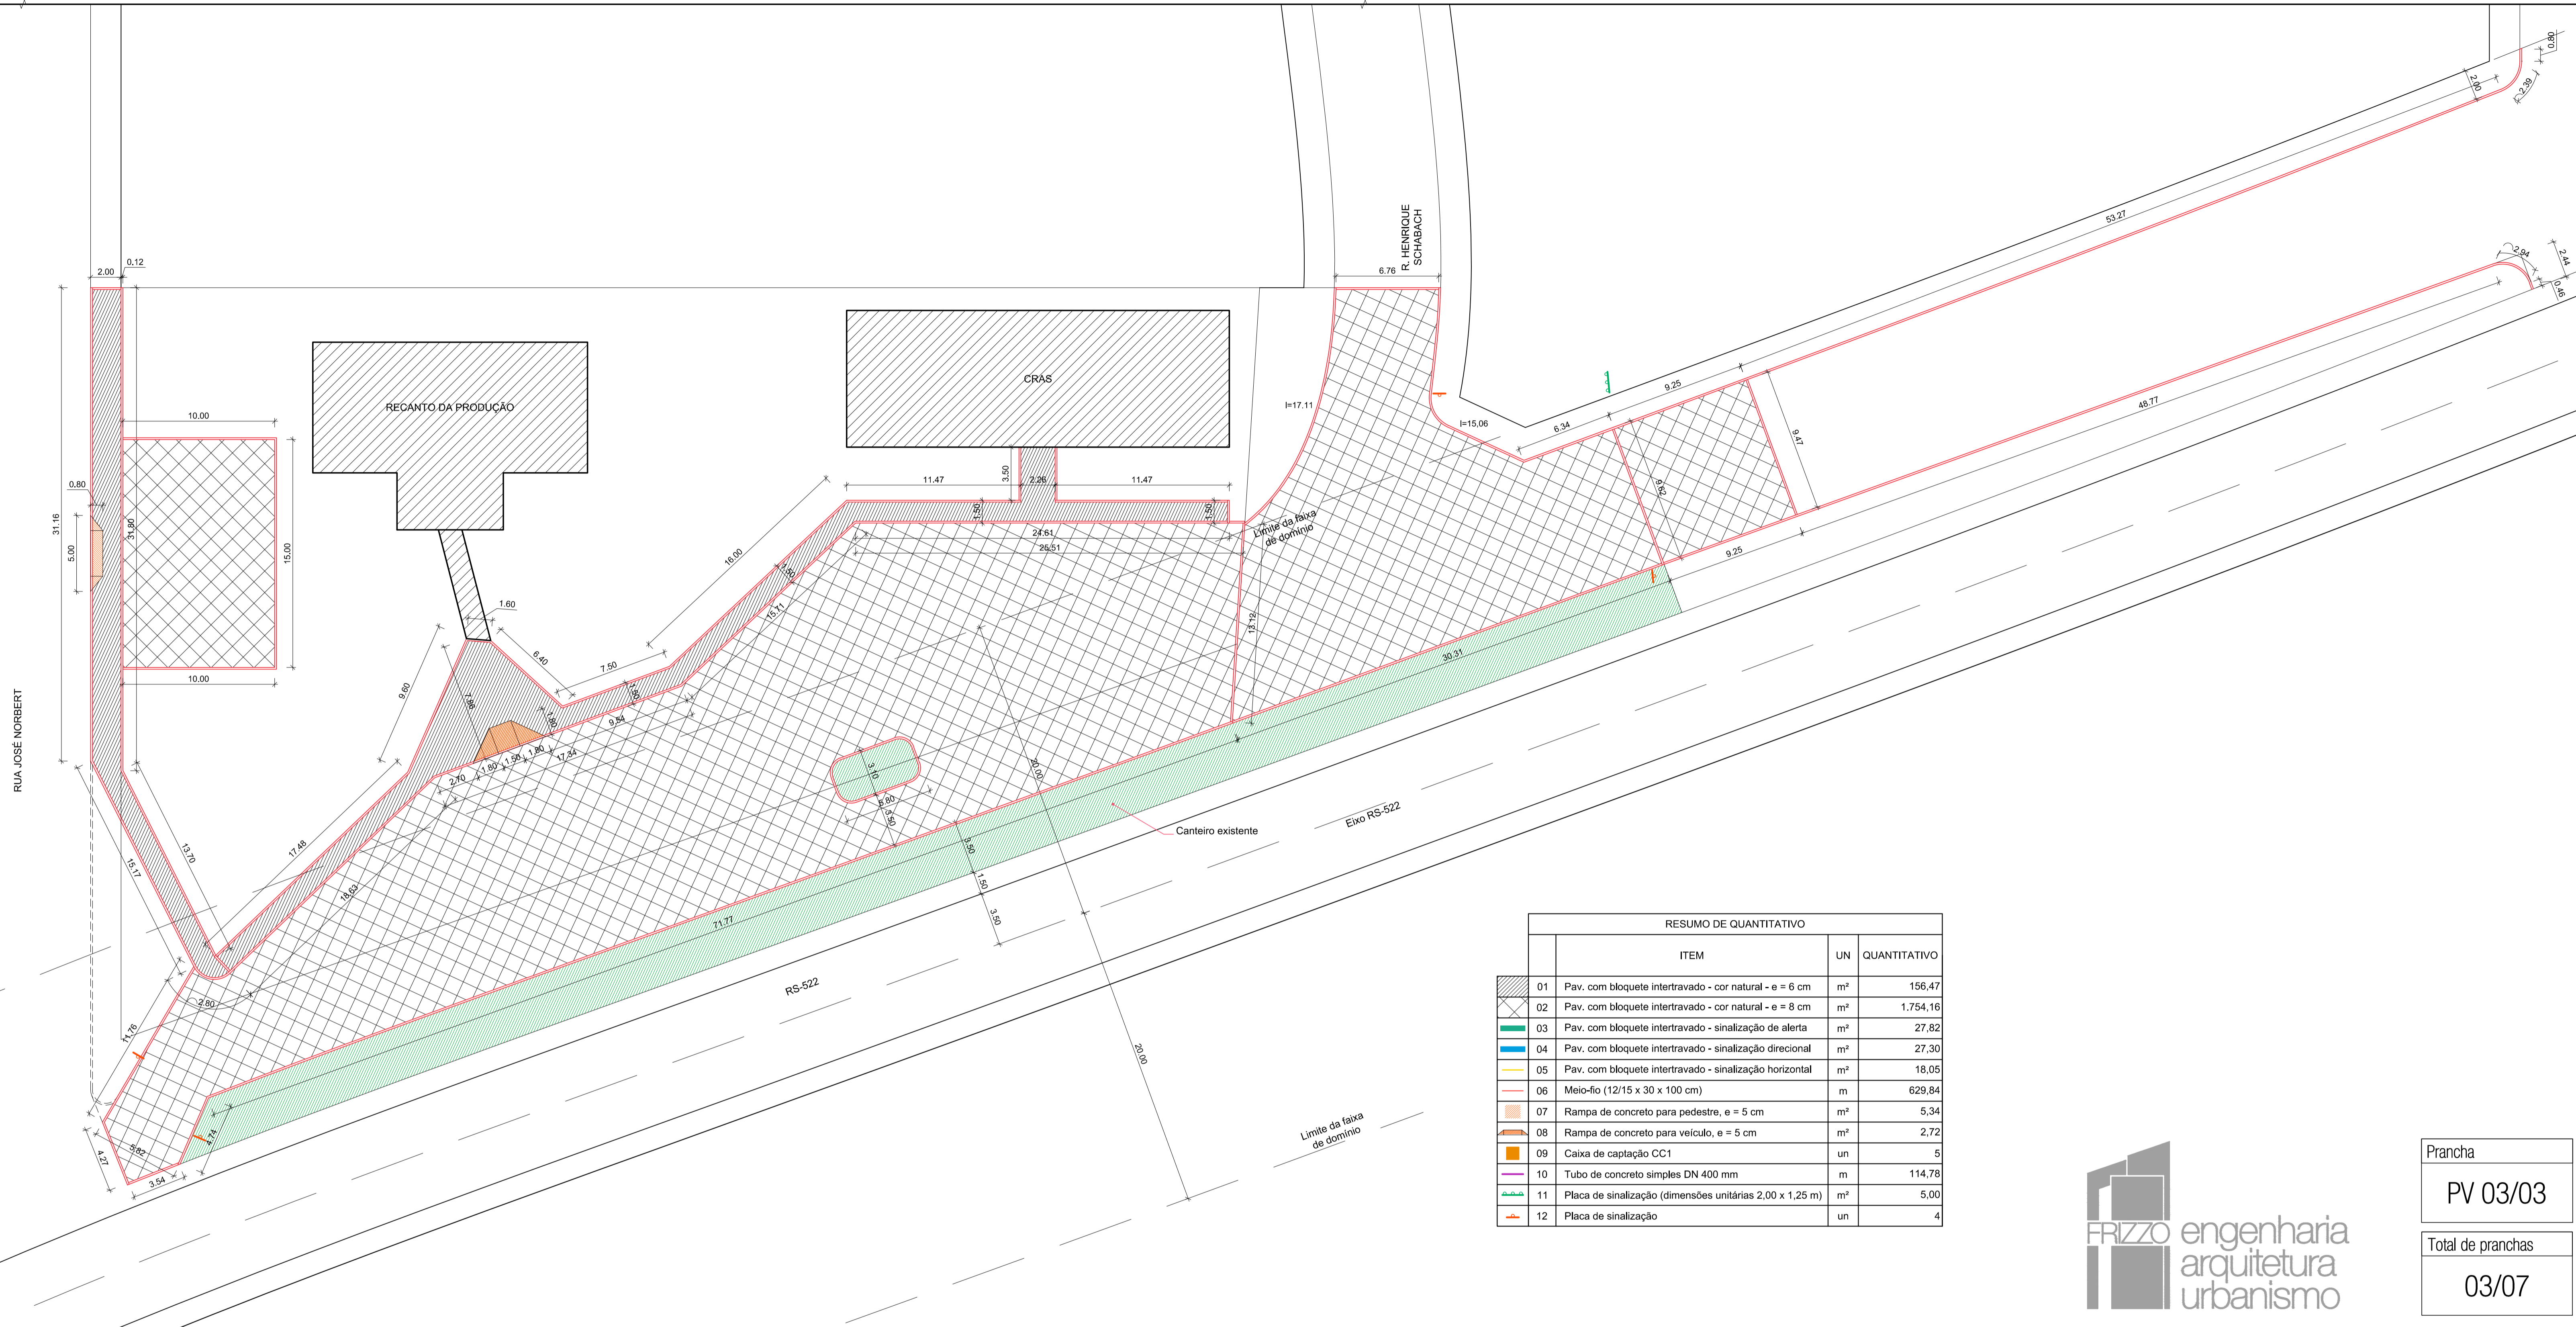 0.80
2.39
2.00
53.27
2.94
2.44
0.46
R. HENRIQUE
SCHABACH
6.76
2.00
0.12
RECANTO DA PRODUÇÃO
CRAS
l=17.11
l=15,06
6.34
9.25
9.47
48.77
9.62
9.25
10.00
0.80
31.16
5.00
31.80
15.00
10.00
3.50
11.47
2.26
11.47
1.50
1.50
24.61
25.51
Limite da faixa
de domínio
16.00
1.50
15.71
13.12
30.31
1.60
6.40
7.50
1.50
9.60
7.86
1.80
9.54
17.34
1.80
1.50
1.80
2.70
RUA JOSÉ NORBERT
3.10
5.80
3.50
20.00
Canteiro existente
Eixo RS-522
17.48
13.70
15.17
18.63
3.50
1.50
3.50
71.77
RS-522
2.80
11.76
20.00
4.74
5.82
4.27
3.54
Limite da faixa
de domínio
RESUMO DE QUANTITATIVO
ITEM UN QUANTITATIVO
01 Pav. com bloquete intertravado - cor natural - e = 6 cm m² 156,47
02 Pav. com bloquete intertravado - cor natural - e = 8 cm m² 1.754,16
03 Pav. com bloquete intertravado - sinalização de alerta m² 27,82
04 Pav. com bloquete intertravado - sinalização direcional m² 27,30
05 Pav. com bloquete intertravado - sinalização horizontal m² 18,05
06 Meio-fio (12/15 x 30 x 100 cm) m 629,84
07 Rampa de concreto para pedestre, e = 5 cm m² 5,34
08 Rampa de concreto para veículo, e = 5 cm m² 2,72
09 Caixa de captação CC1 un 5
10 Tubo de concreto simples DN 400 mm m 114,78
11 Placa de sinalização (dimensões unitárias 2,00 x 1,25 m) m² 5,00
12 Placa de sinalização un 4
FRIZZO engenharia
arquitetura
urbanismo
Prancha
PV 03/03
Total de pranchas
03/07